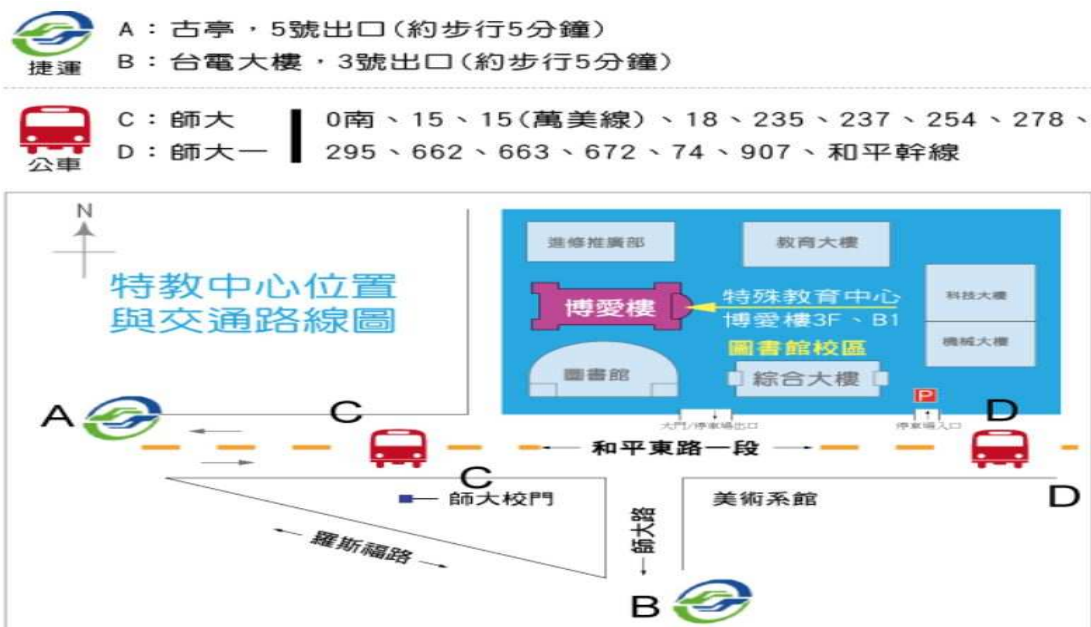 A：古亭，5號出口(約步行5分鐘)
捷運
B：台電大樓，3號出口(約步行5分鐘)
C：師大
0南、15、15(萬美線)、18、235、237、254、278、
公車
D：師大一
295、662、663、672、74、907、和平幹線
N
特教中心位置
與交通路線圖
進修推廣部
教育大樓
博愛樓
特殊教育中心
博愛樓3F、B1
科技大樓
圖書館校區
機械大樓
圖書館
綜合大樓
P
A
C
D
大門/停車場出口
停車場入口
和平東路一段
C
師大校門
美術系館
D
羅斯福路
師大路
B